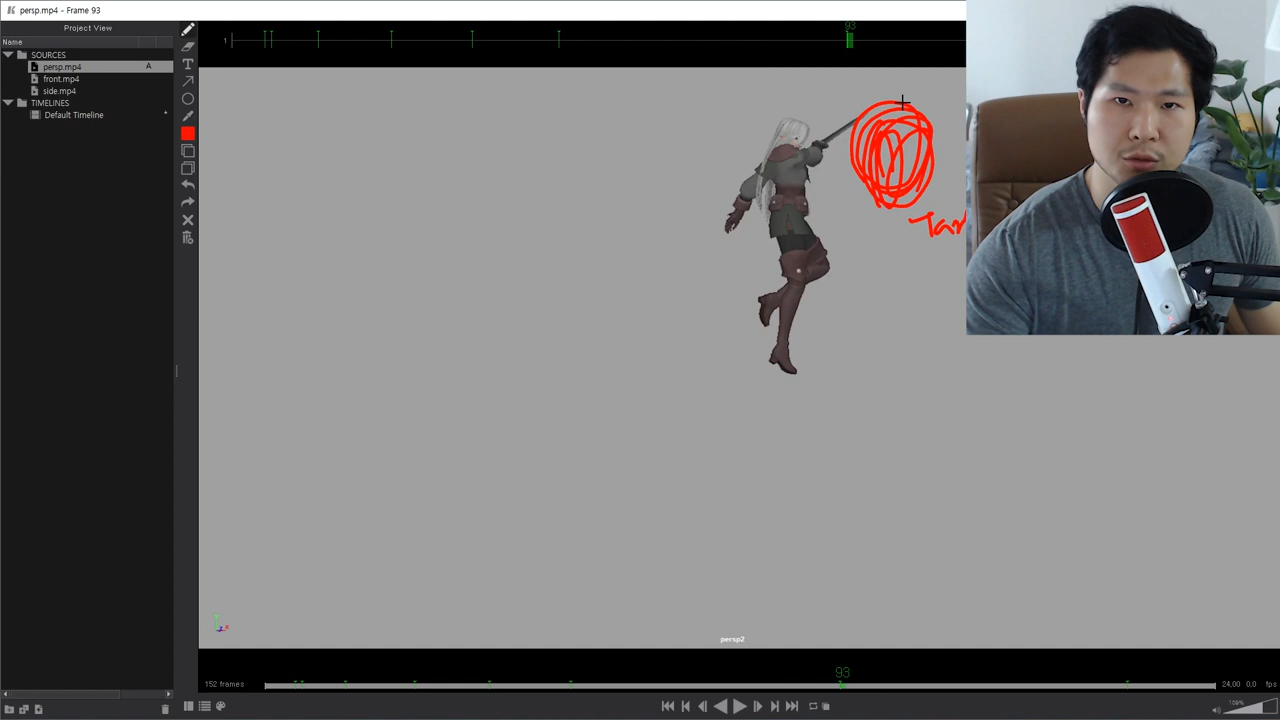 persp.mp4 - Frame 93
Project View
Name
SOURCES
persp.mp4 A
front.mp4
side.mp4
TIMELINES
Default Timeline
1
93
persp2
93
152 frames
24,00 0,0 fps
109%